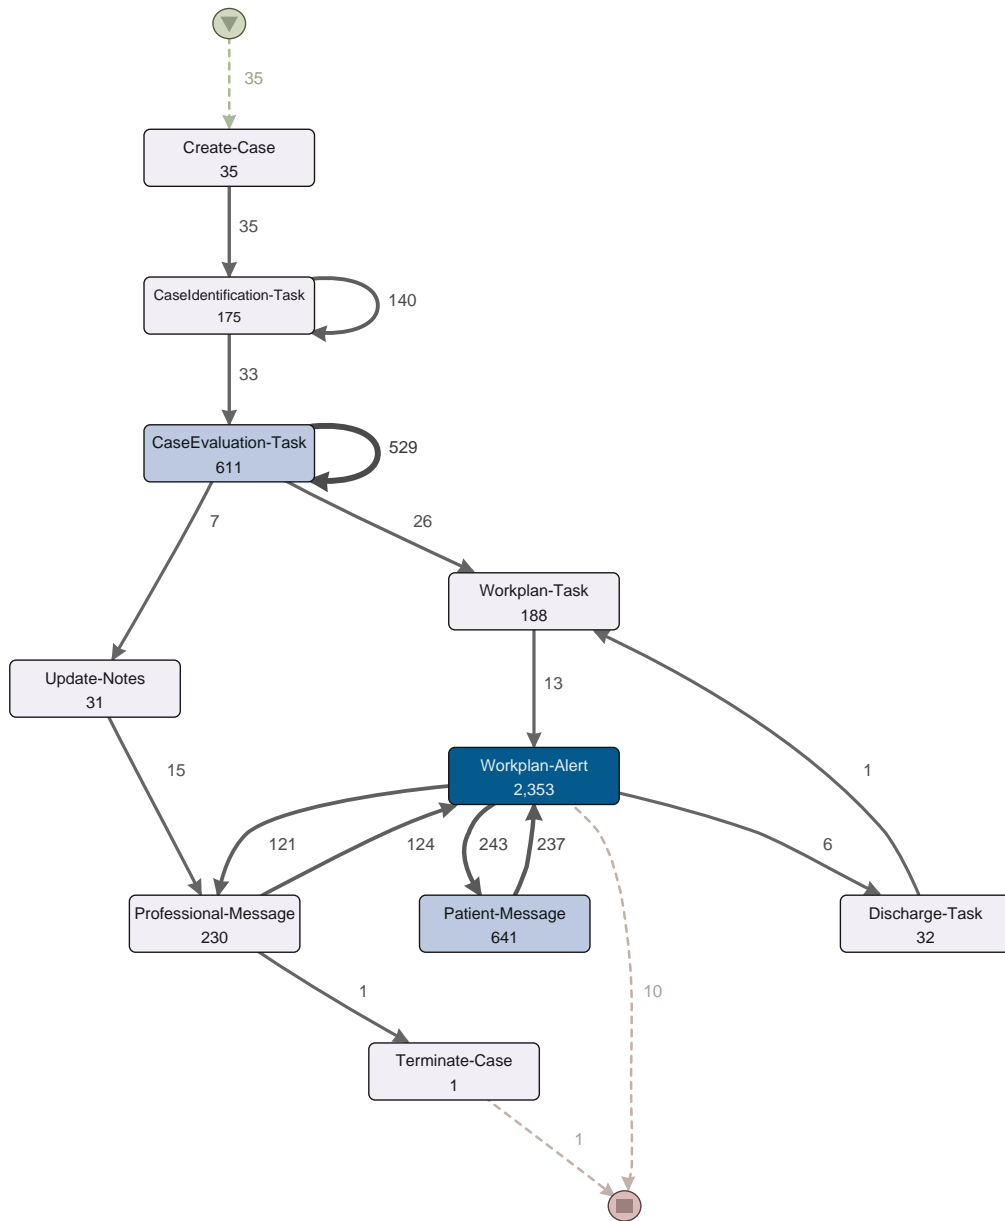 35
Create-Case
35
35
CaseIdentification-Task
175
140
33
CaseEvaluation-Task
611
529
7
26
Workplan-Task
188
Update-Notes
31
13
15
Workplan-Alert
2,353
1
121
124
243
237
6
Professional-Message
230
Patient-Message
641
Discharge-Task
32
1
10
Terminate-Case
1
1